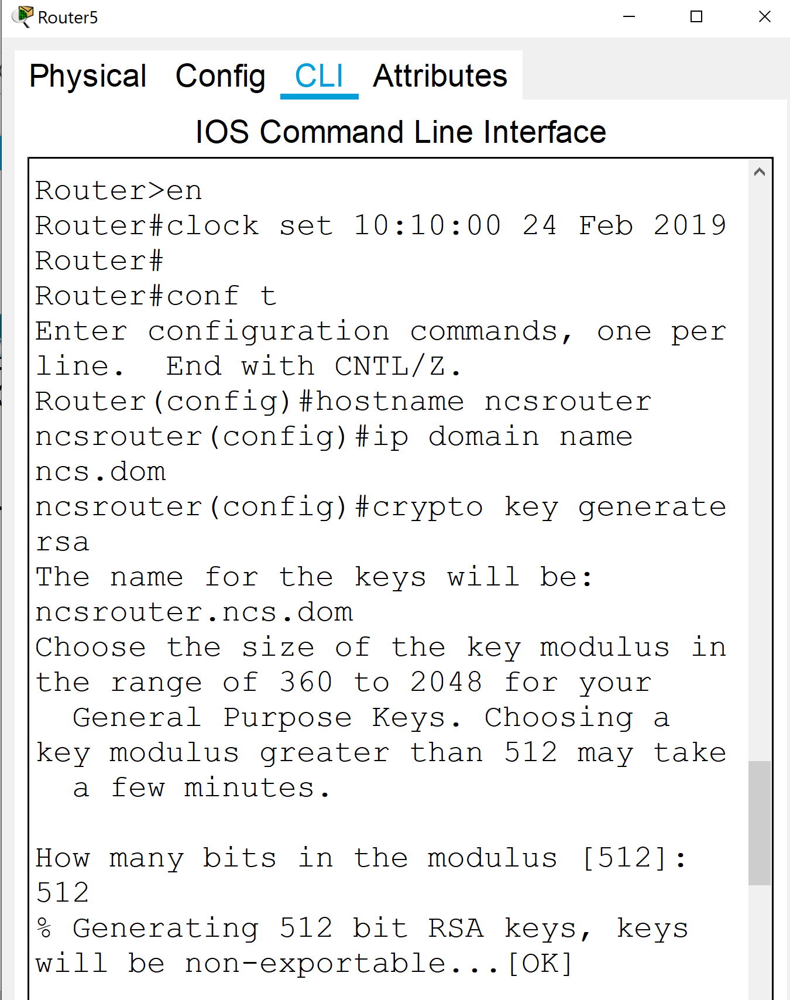 Router5
Physical Config CLI Attributes
IOS Command Line Interface
Router>en
Router#clock set 10:10:00 24 Feb 2019
Router#
Router#conf t
Enter configuration commands, one per
line.  End with CNTL/Z.
Router(config)#hostname ncsrouter
ncsrouter(config)#ip domain name
ncs.dom
ncsrouter(config)#crypto key generate
rsa
The name for the keys will be:
ncsrouter.ncs.dom
Choose the size of the key modulus in
the range of 360 to 2048 for your
  General Purpose Keys. Choosing a
key modulus greater than 512 may take
  a few minutes.

How many bits in the modulus [512]:
512
% Generating 512 bit RSA keys, keys
will be non-exportable...[OK]